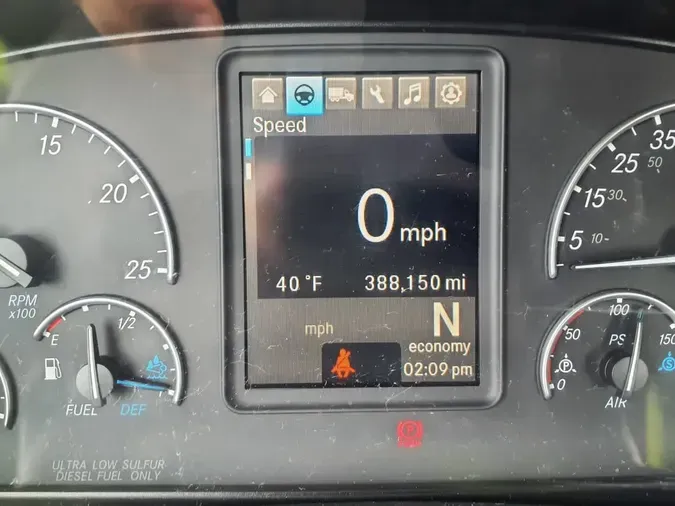 Speed
0 mph
40 °F 388,150 mi
mph N
economy
02:09 pm
15
20
25
RPM
x100
E 1/2
FUEL DEF
ULTRA LOW SULFUR
DIESEL FUEL ONLY
5 10
15 30
25 50
35
0 50 100 150
PSI
P S
AIR
P